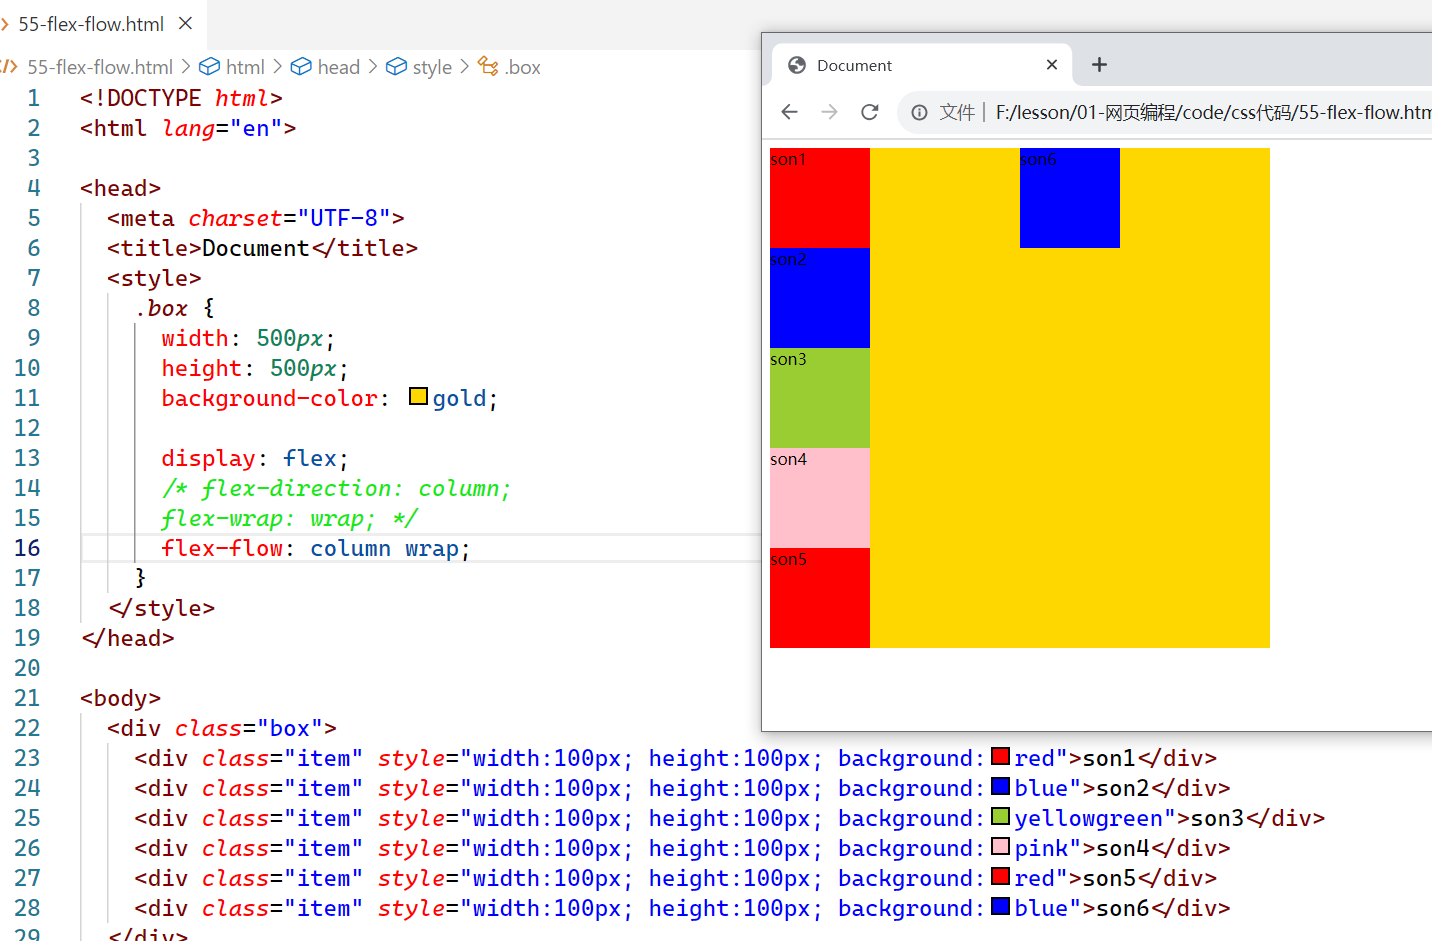 55-flex-flow.html
55-flex-flow.html > html > head > style > .box
1 <!DOCTYPE html>
2 <html lang="en">
3
4 <head>
5 <meta charset="UTF-8">
6 <title>Document</title>
7 <style>
8 .box {
9 width: 500px;
10 height: 500px;
11 background-color: gold;
12
13 display: flex;
14 /* flex-direction: column;
15 flex-wrap: wrap; */
16 flex-flow: column wrap;
17 }
18 </style>
19 </head>
20
21 <body>
22 <div class="box">
23 <div class="item" style="width:100px; height:100px; background:red">son1</div>
24 <div class="item" style="width:100px; height:100px; background:blue">son2</div>
25 <div class="item" style="width:100px; height:100px; background:yellowgreen">son3</div>
26 <div class="item" style="width:100px; height:100px; background:pink">son4</div>
27 <div class="item" style="width:100px; height:100px; background:red">son5</div>
28 <div class="item" style="width:100px; height:100px; background:blue">son6</div>
29 </div>
Document
文件 | F:/lesson/01-网页编程/code/css代码/55-flex-flow.htm
son1 son6
son2
son3
son4
son5